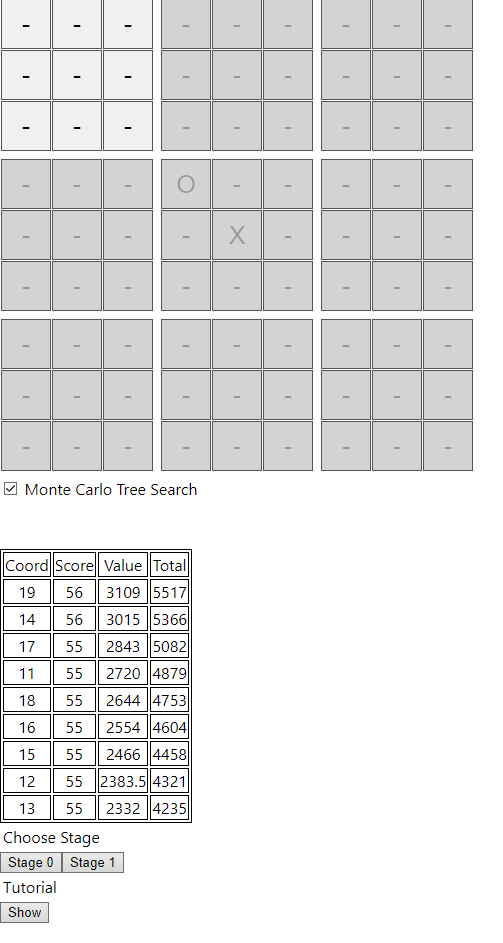 - - - - - - - - -
- - - - - - - - -
- - - - - - - - -
- - - O - - - - -
- - - - X - - - -
- - - - - - - - -
- - - - - - - - -
- - - - - - - - -
- - - - - - - - -
Monte Carlo Tree Search
Coord Score Value Total
19 56 3109 5517
14 56 3015 5366
17 55 2843 5082
11 55 2720 4879
18 55 2644 4753
16 55 2554 4604
15 55 2466 4458
12 55 2383.5 4321
13 55 2332 4235
Choose Stage
Stage 0 Stage 1
Tutorial
Show